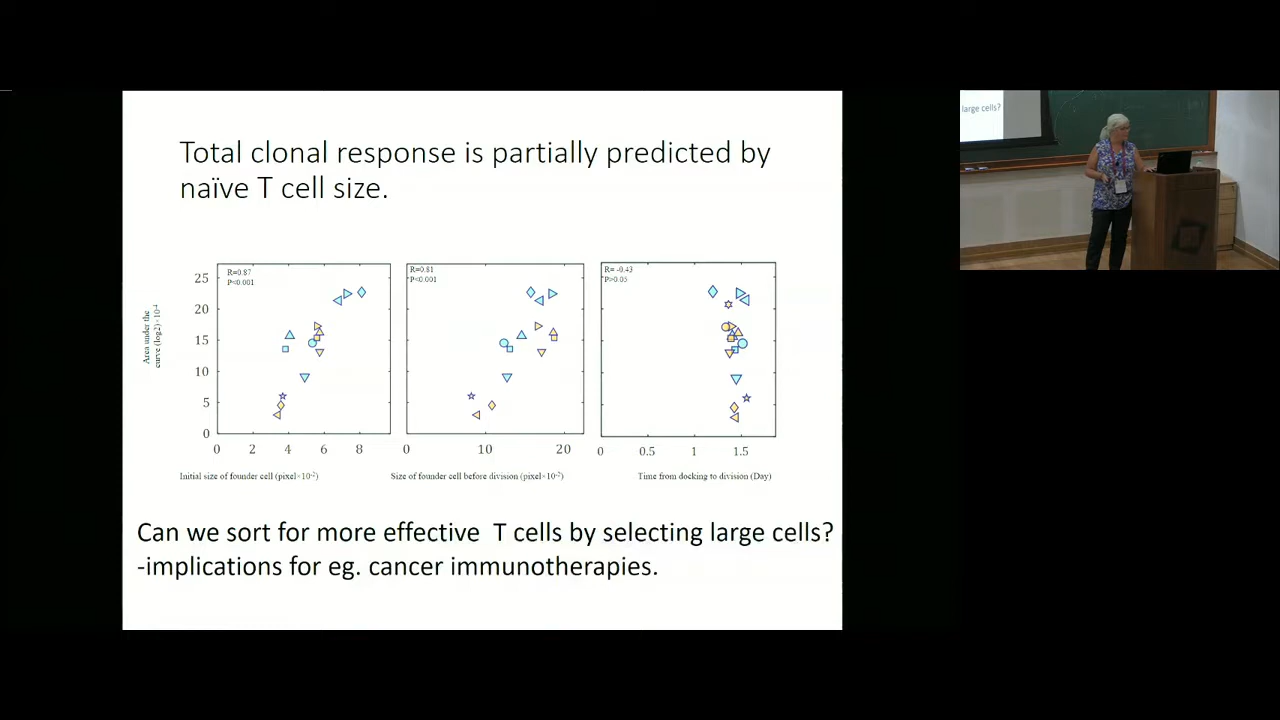 Total clonal response is partially predicted by
naïve T cell size.
R=0.87
P<0.001
R=0.81
P<0.001
R= -0.43
P>0.05
Area under the
curve (log2)×10⁻⁴
25
20
15
10
5
0
0 2 4 6 8
0 10 20
0 0.5 1 1.5
Initial size of founder cell (pixel×10⁻²)
Size of founder cell before division (pixel×10⁻²)
Time from docking to division (Day)
Can we sort for more effective  T cells by selecting large cells?
-implications for eg. cancer immunotherapies.
large cells?